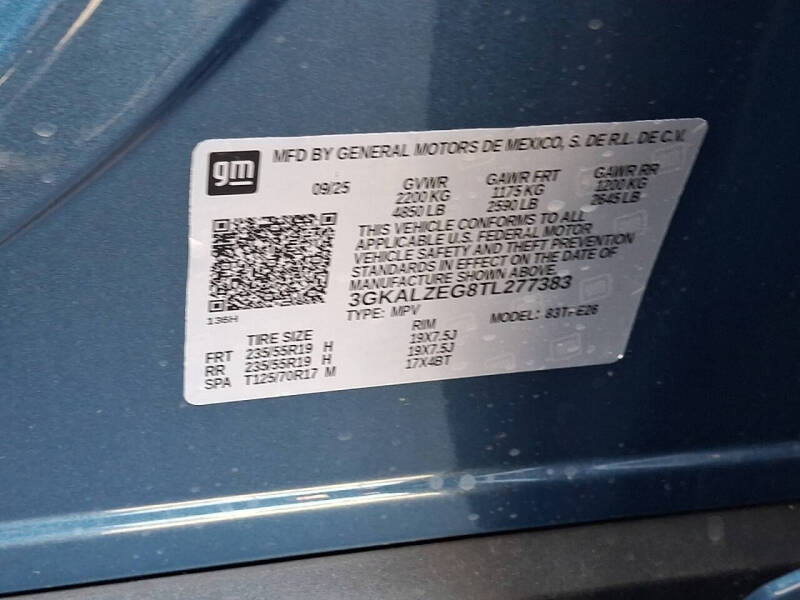 gm MFD BY GENERAL MOTORS DE MEXICO, S. DE R.L. DE C.V.
09/25 GVWR GAWR FRT GAWR RR
2200 KG 1175 KG 1200 KG
4850 LB 2590 LB 2645 LB
THIS VEHICLE CONFORMS TO ALL
APPLICABLE U.S. FEDERAL MOTOR
VEHICLE SAFETY AND THEFT PREVENTION
STANDARDS IN EFFECT ON THE DATE OF
MANUFACTURE SHOWN ABOVE.
3GKALZEG8TL277383
136H TYPE: MPV MODEL:
TIRE SIZE RIM
FRT 235/55R19 H 19X7.5J
RR 235/55R19 H 19X7.5J
SPA T125/70R17 M 17X4BT